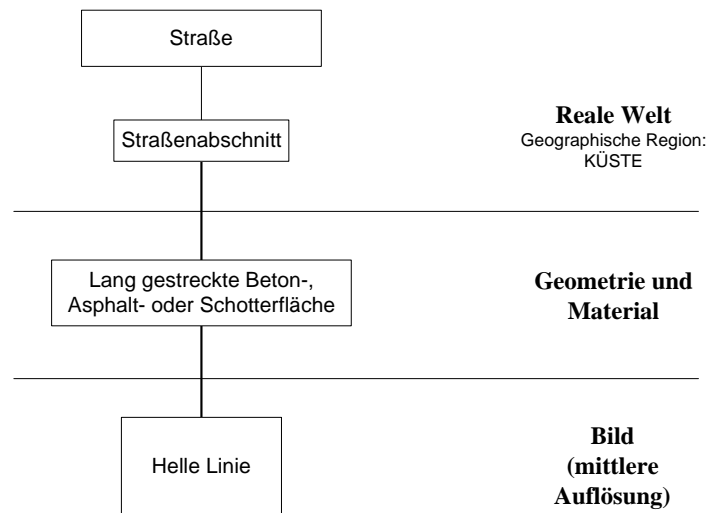 Straße
Straßenabschnitt
Reale Welt
Geographische Region:
KÜSTE
Lang gestreckte Beton-,
Asphalt- oder Schotterfläche
Geometrie und
Material
Helle Linie
Bild
(mittlere
Auflösung)